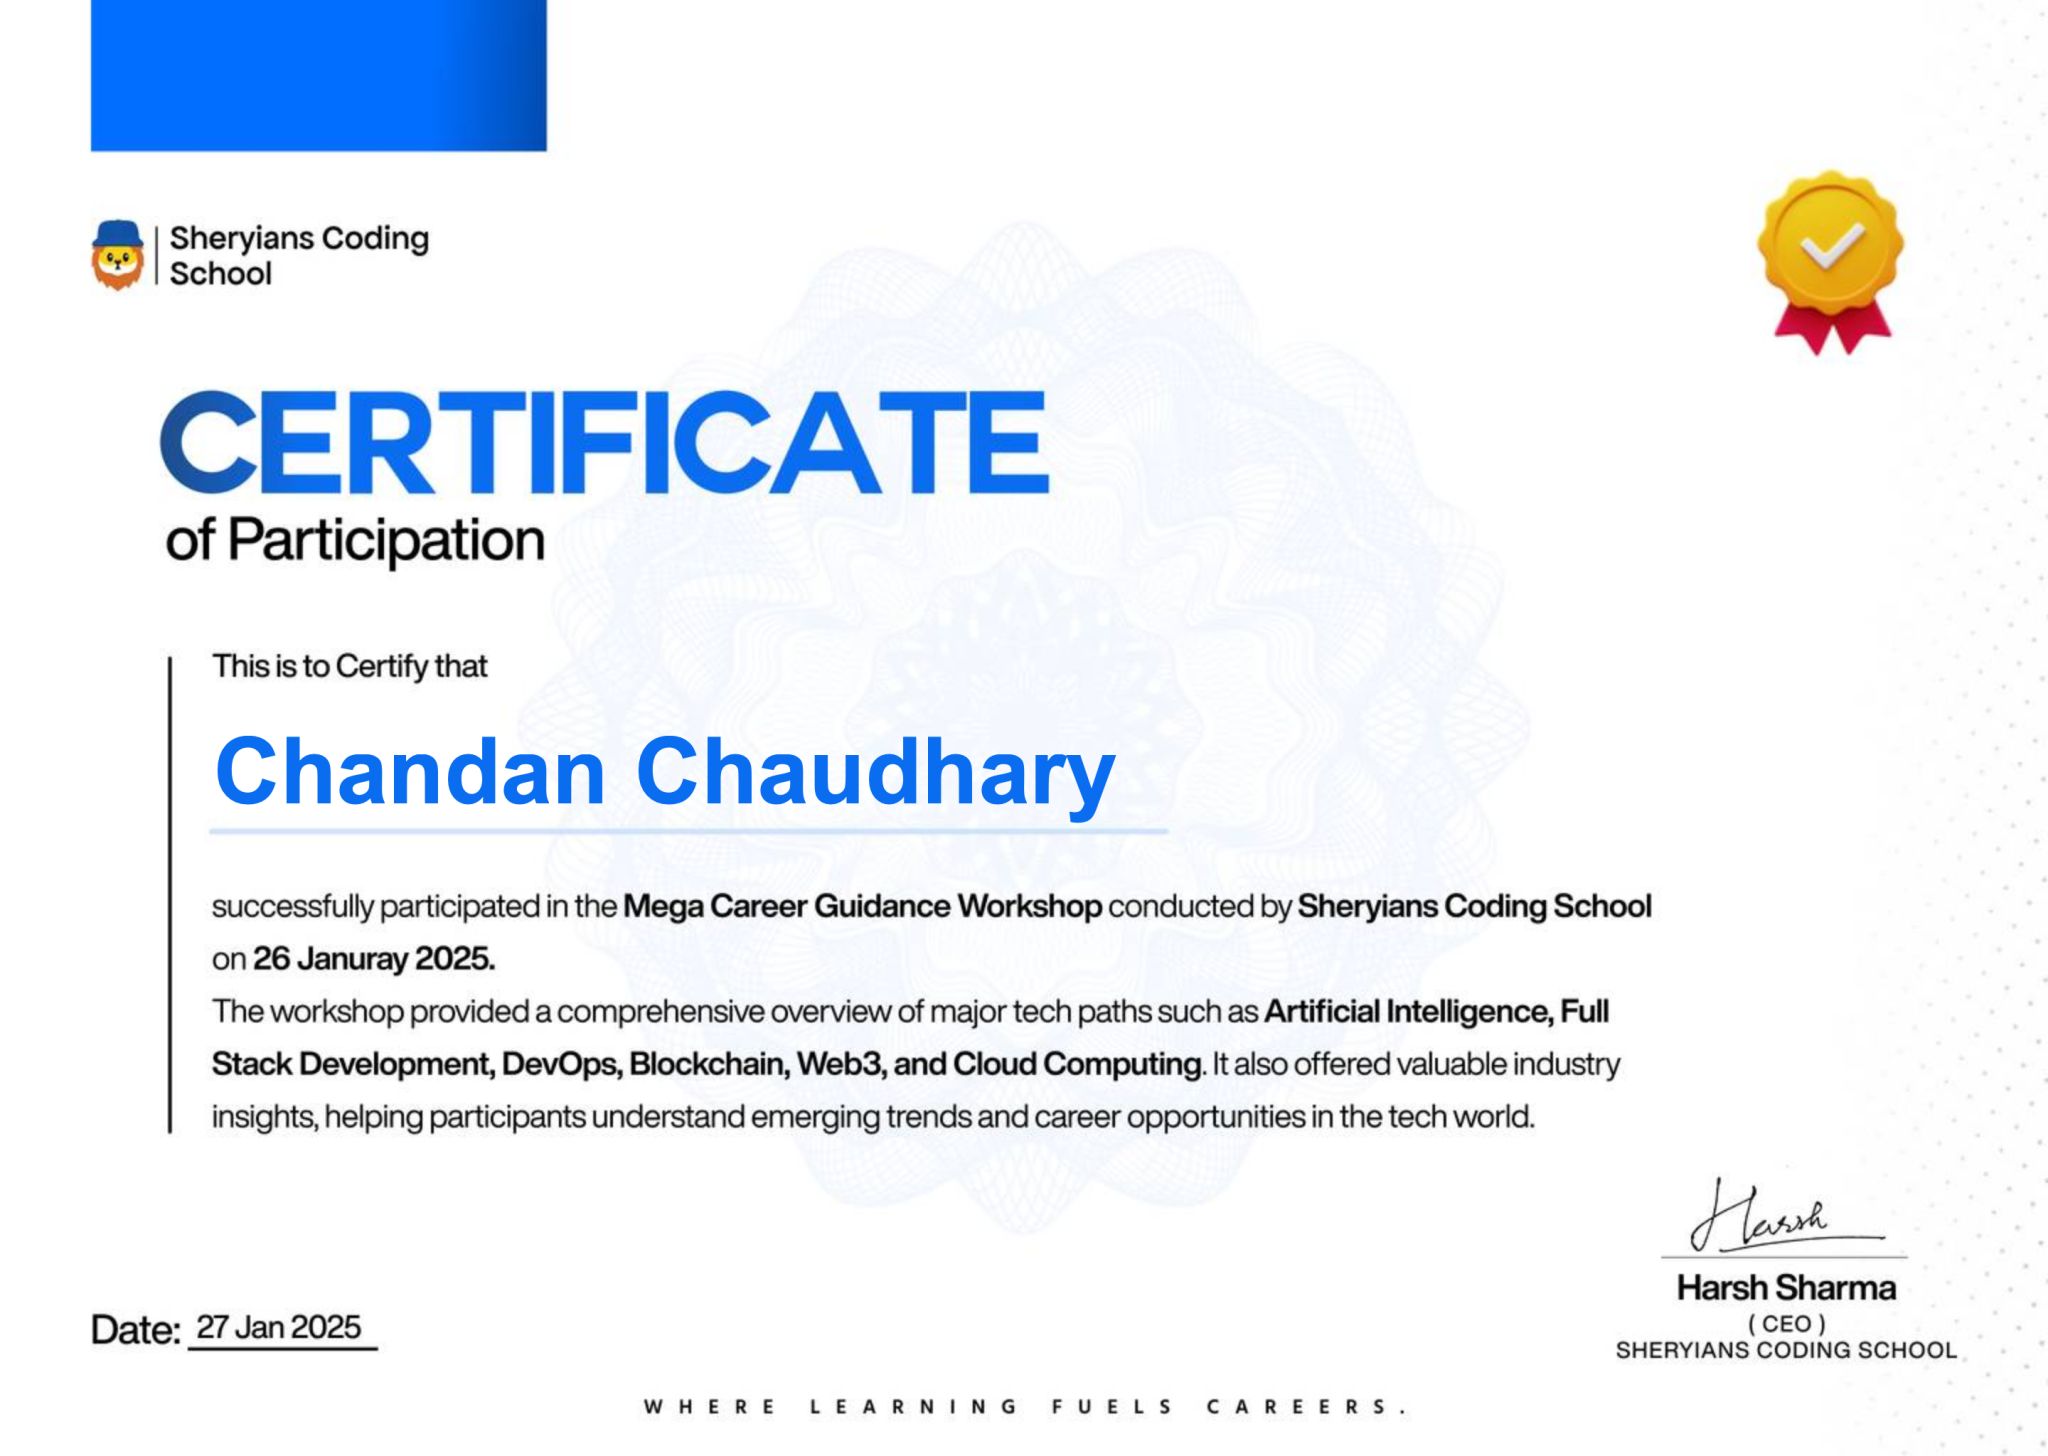 Sheryians Coding
School
CERTIFICATE
of Participation
This is to Certify that
Chandan Chaudhary
successfully participated in the Mega Career Guidance Workshop conducted by Sheryians Coding School
on 26 Januray 2025.
The workshop provided a comprehensive overview of major tech paths such as Artificial Intelligence, Full
Stack Development, DevOps, Blockchain, Web3, and Cloud Computing. It also offered valuable industry
insights, helping participants understand emerging trends and career opportunities in the tech world.
Harsh
Harsh Sharma
( CEO )
SHERYIANS CODING SCHOOL
Date: 27 Jan 2025
WHERE LEARNING FUELS CAREERS.